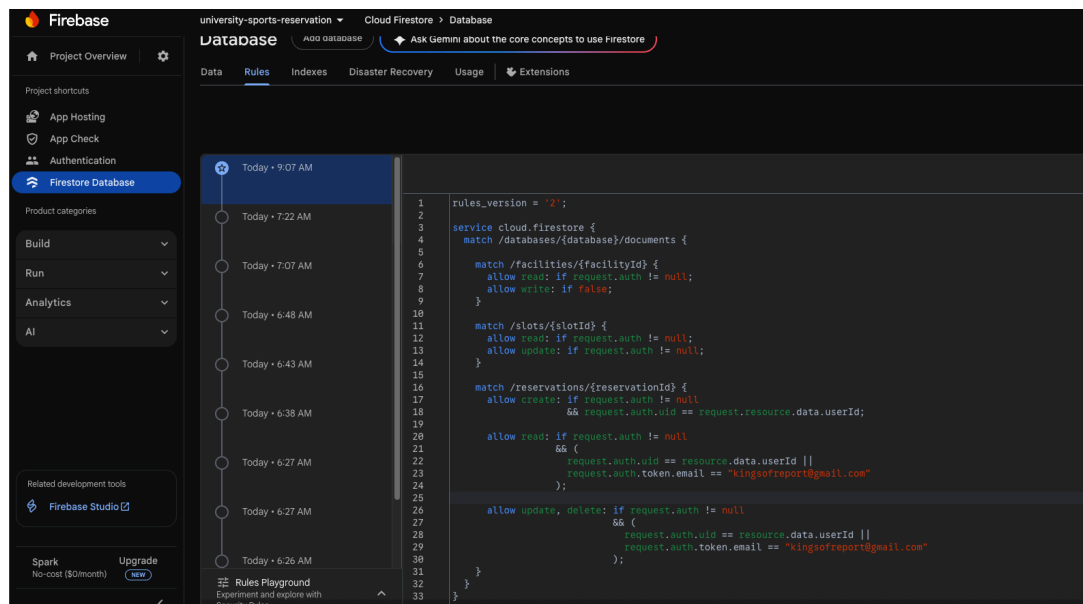 Firebase
university-sports-reservation
Cloud Firestore > Database
Database
Add database
Ask Gemini about the core concepts to use Firestore
Project Overview
Data
Rules
Indexes
Disaster Recovery
Usage
Extensions
Project shortcuts
App Hosting
App Check
Authentication
Firestore Database
Product categories
Build
Run
Analytics
AI
Related development tools
Firebase Studio
Spark
No-cost ($0/month)
Upgrade
NEW
Today • 9:07 AM
Today • 7:22 AM
Today • 7:07 AM
Today • 6:48 AM
Today • 6:43 AM
Today • 6:38 AM
Today • 6:27 AM
Today • 6:27 AM
Today • 6:26 AM
Rules Playground
Experiment and explore with
1 rules_version = '2';
2
3 service cloud.firestore {
4 match /databases/{database}/documents {
5
6 match /facilities/{facilityId} {
7 allow read: if request.auth != null;
8 allow write: if false;
9 }
10
11 match /slots/{slotId} {
12 allow read: if request.auth != null;
13 allow update: if request.auth != null;
14 }
15
16 match /reservations/{reservationId} {
17 allow create: if request.auth != null
18 && request.auth.uid == request.resource.data.userId;
19
20 allow read: if request.auth != null
21 && (
22 request.auth.uid == resource.data.userId ||
23 request.auth.token.email == "kingsofreport@gmail.com"
24 );
25
26 allow update, delete: if request.auth != null
27 && (
28 request.auth.uid == resource.data.userId ||
29 request.auth.token.email == "kingsofreport@gmail.com"
30 );
31 }
32 }
33 }